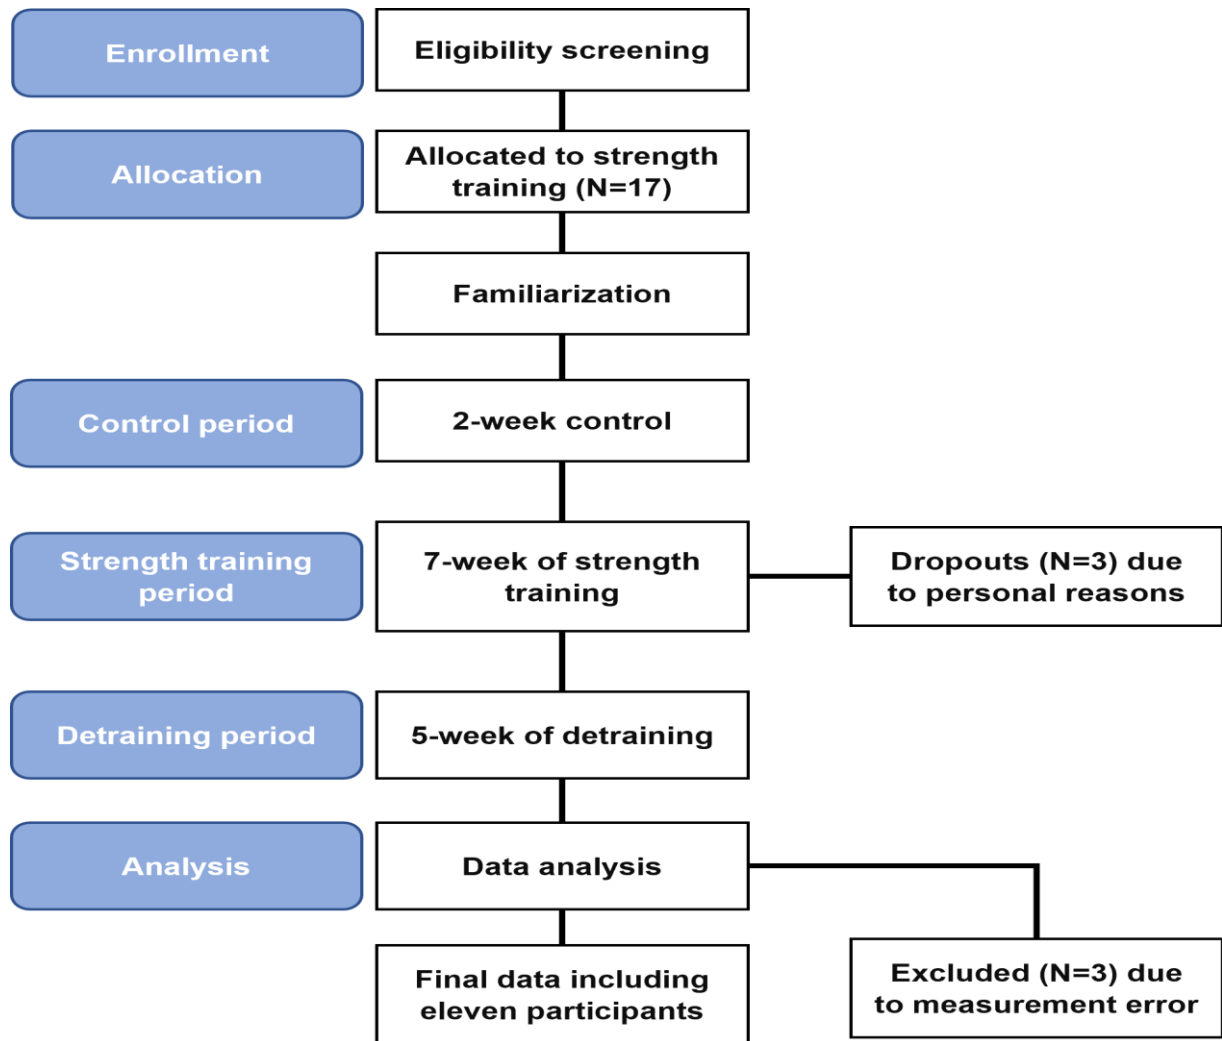 Enrollment
Eligibility screening
Allocation
Allocated to strength
training (N=17)
Familiarization
Control period
2-week control
Strength training
period
7-week of strength
training
Dropouts (N=3) due
to personal reasons
Detraining period
5-week of detraining
Analysis
Data analysis
Final data including
eleven participants
Excluded (N=3) due
to measurement error